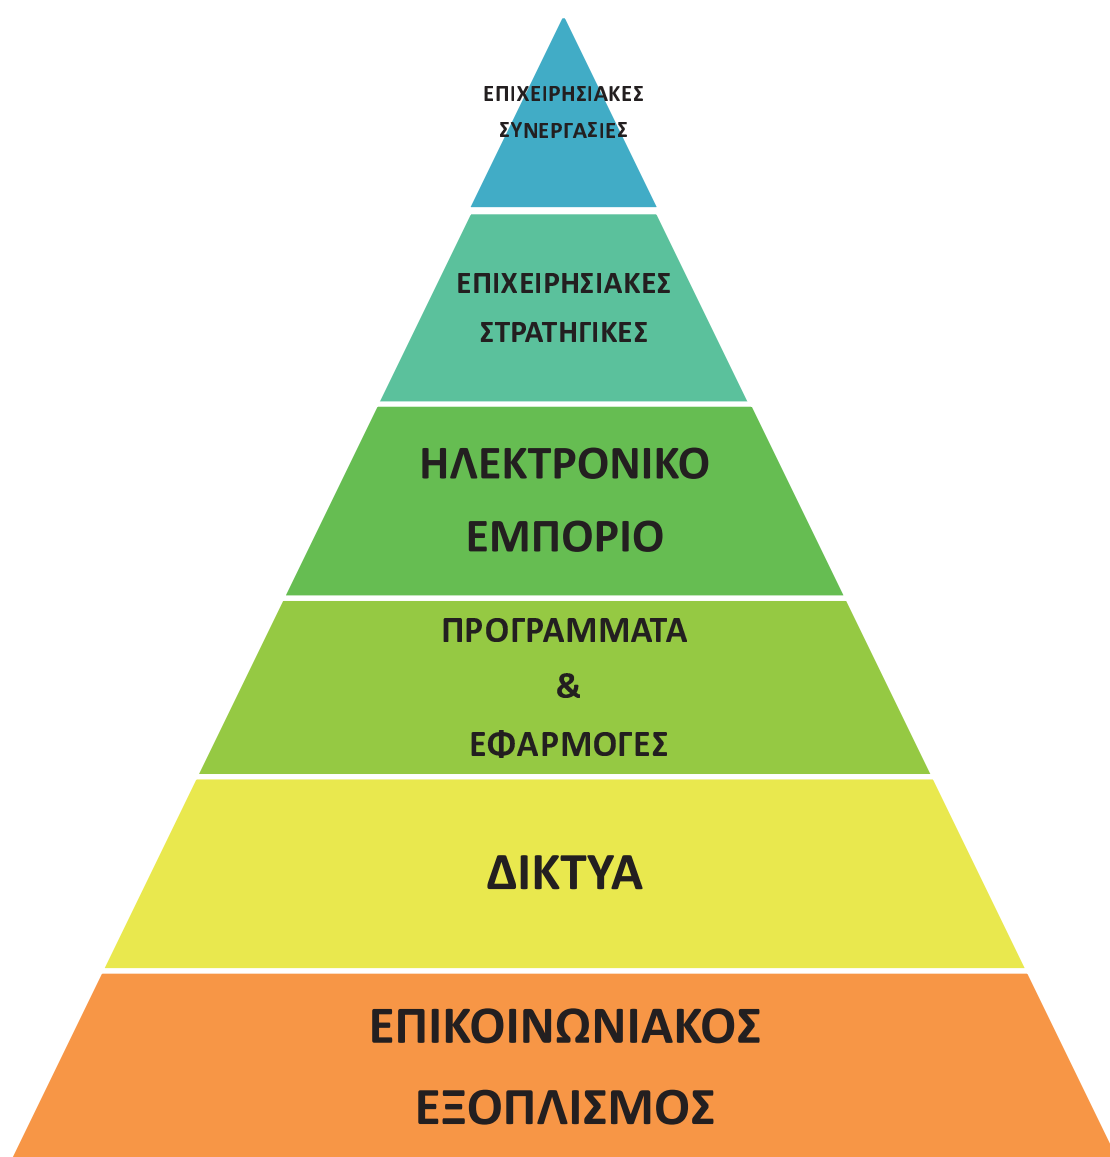 ΕΠΙΧΕΙΡΗΣΙΑΚΕΣ
ΣΥΝΕΡΓΑΣΙΕΣ
ΕΠΙΧΕΙΡΗΣΙΑΚΕΣ
ΣΤΡΑΤΗΓΙΚΕΣ
ΗΛΕΚΤΡΟΝΙΚΟ
ΕΜΠΟΡΙΟ
ΠΡΟΓΡΑΜΜΑΤΑ
&
ΕΦΑΡΜΟΓΕΣ
ΔΙΚΤΥΑ
ΕΠΙΚΟΙΝΩΝΙΑΚΟΣ
ΕΞΟΠΛΙΣΜΟΣ